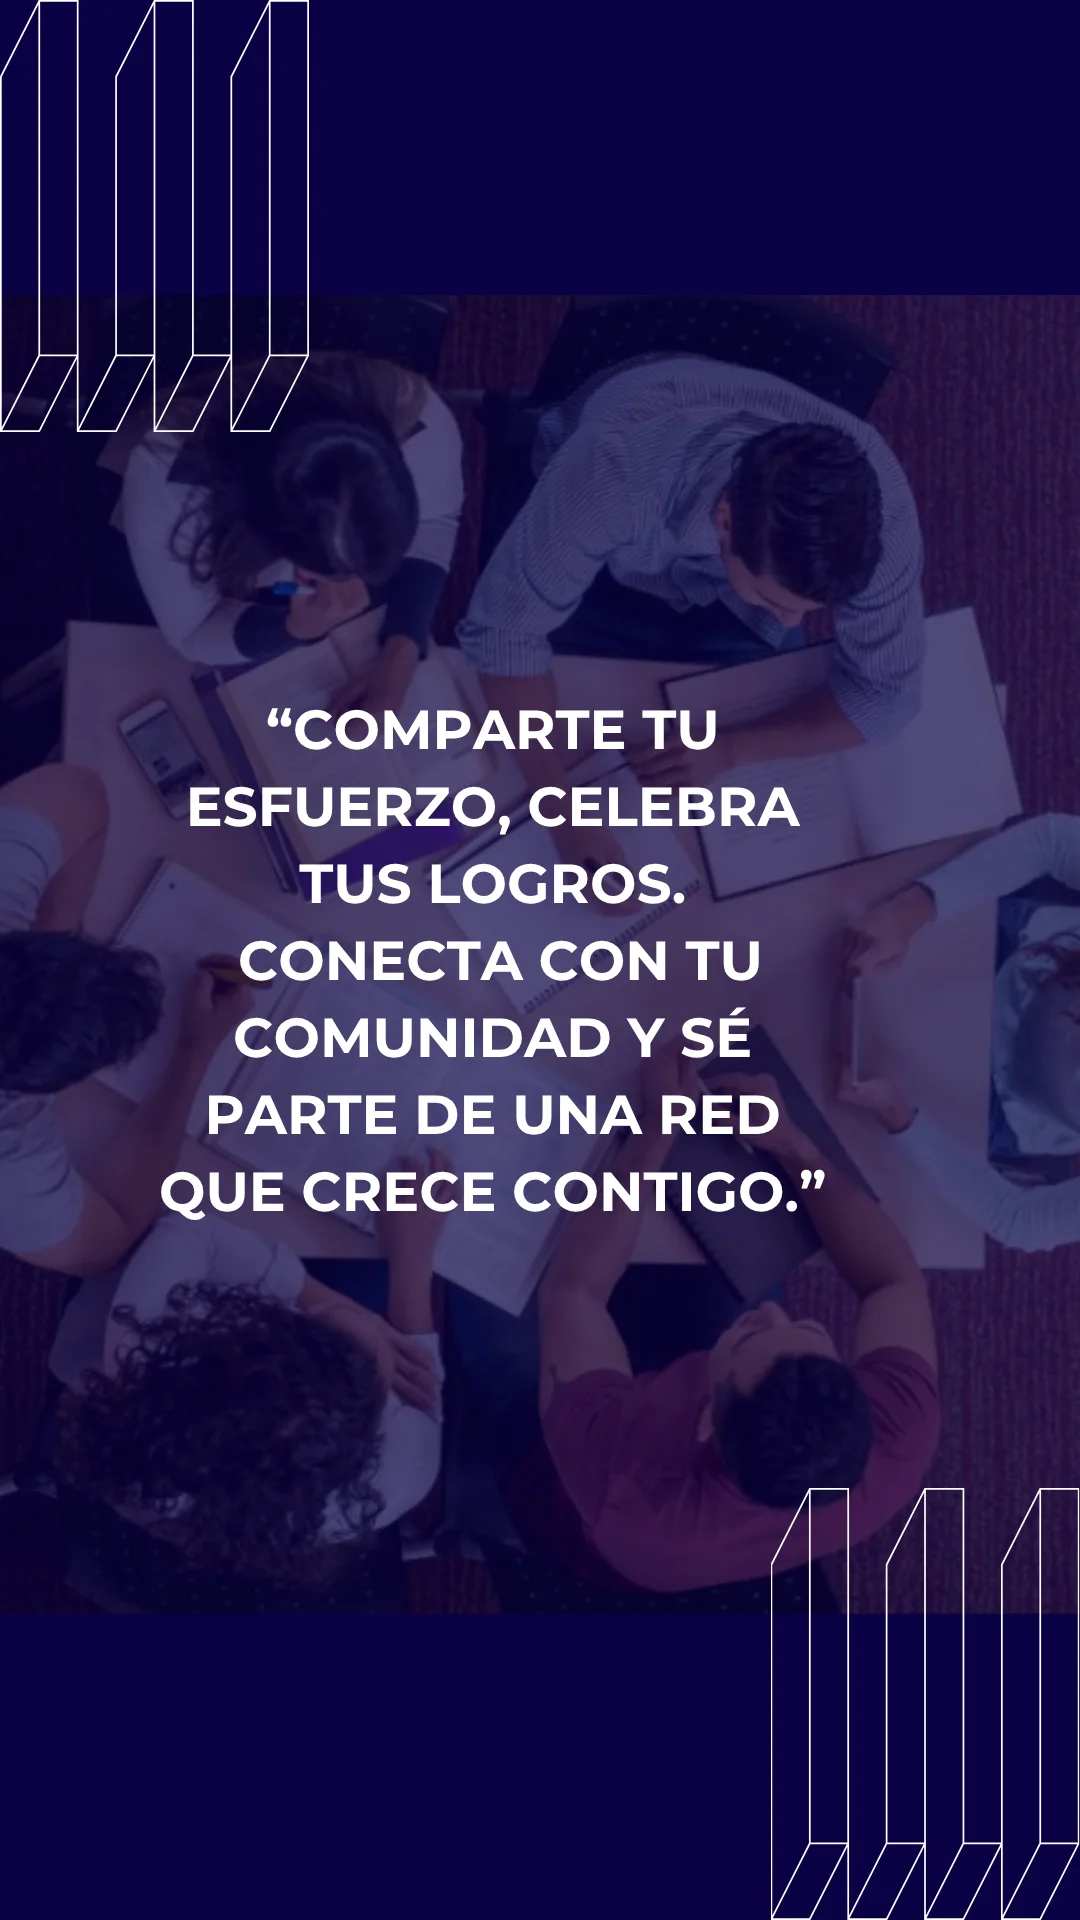 “COMPARTE TU
ESFUERZO, CELEBRA
TUS LOGROS.
CONECTA CON TU
COMUNIDAD Y SÉ
PARTE DE UNA RED
QUE CRECE CONTIGO.”